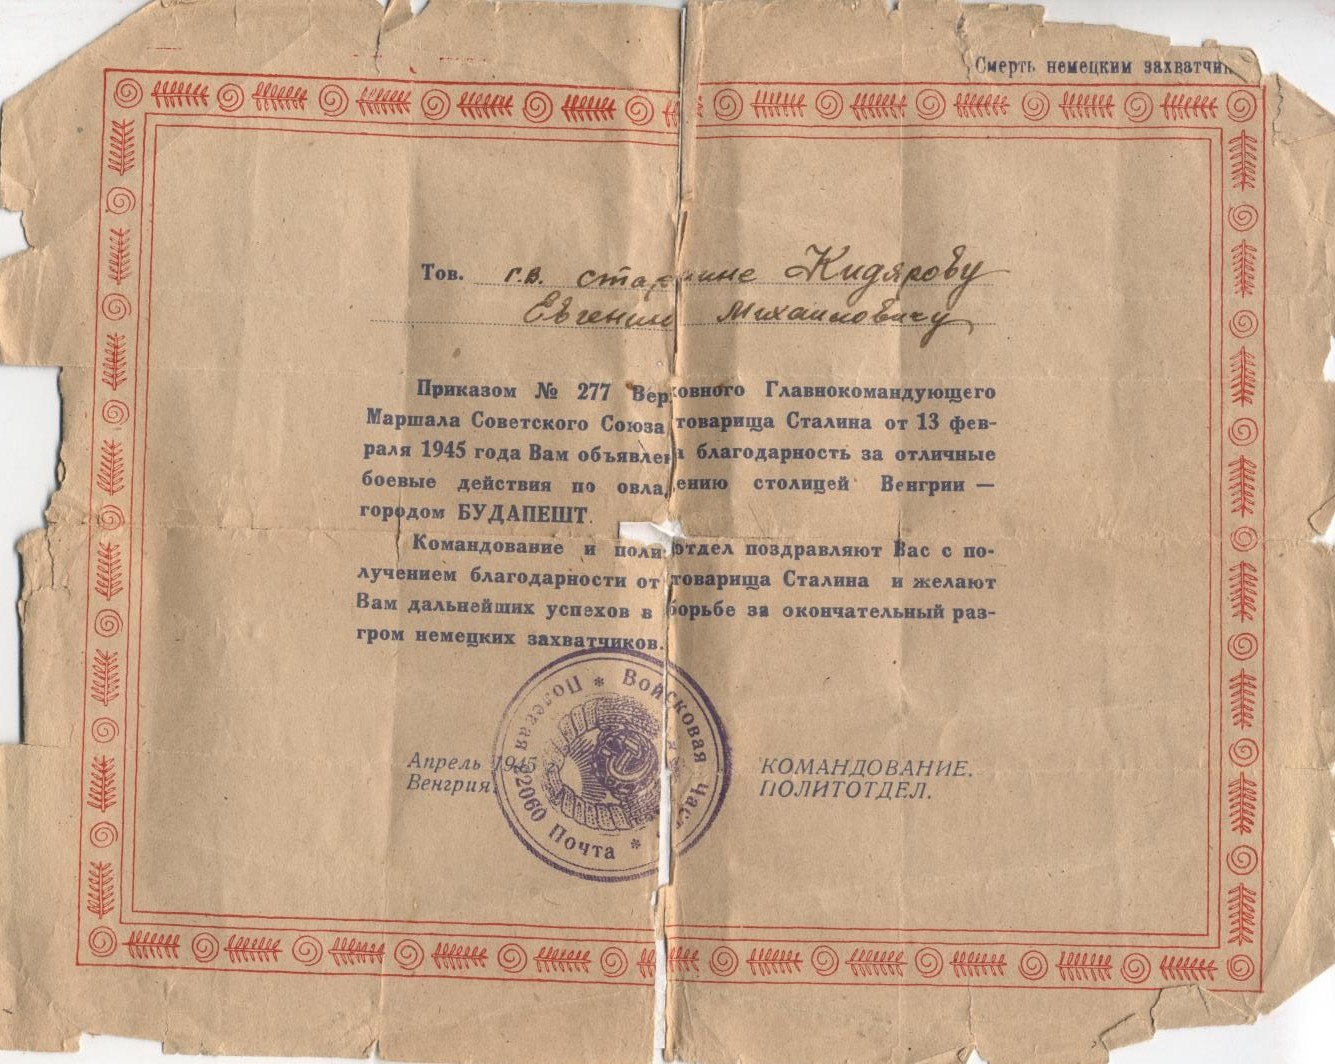 Смерть немецким захватчик
Тов. г.в. старшине Кидярову
Евгению Михайловичу
Приказом № 277 Верховного Главнокомандующего
Маршала Советского Союза товарища Сталина от 13 фев-
раля 1945 года Вам объявлена благодарность за отличные
боевые действия по овладению столицей Венгрии —
городом БУДАПЕШТ.
Командование и политотдел поздравляют Вас с по-
лучением благодарности от товарища Сталина и желают
Вам дальнейших успехов в борьбе за окончательный раз-
гром немецких захватчиков.
Войсковая Часть * Полевая * 
Почта
Апрель 1945
Венгрия.
КОМАНДОВАНИЕ.
ПОЛИТОТДЕЛ.